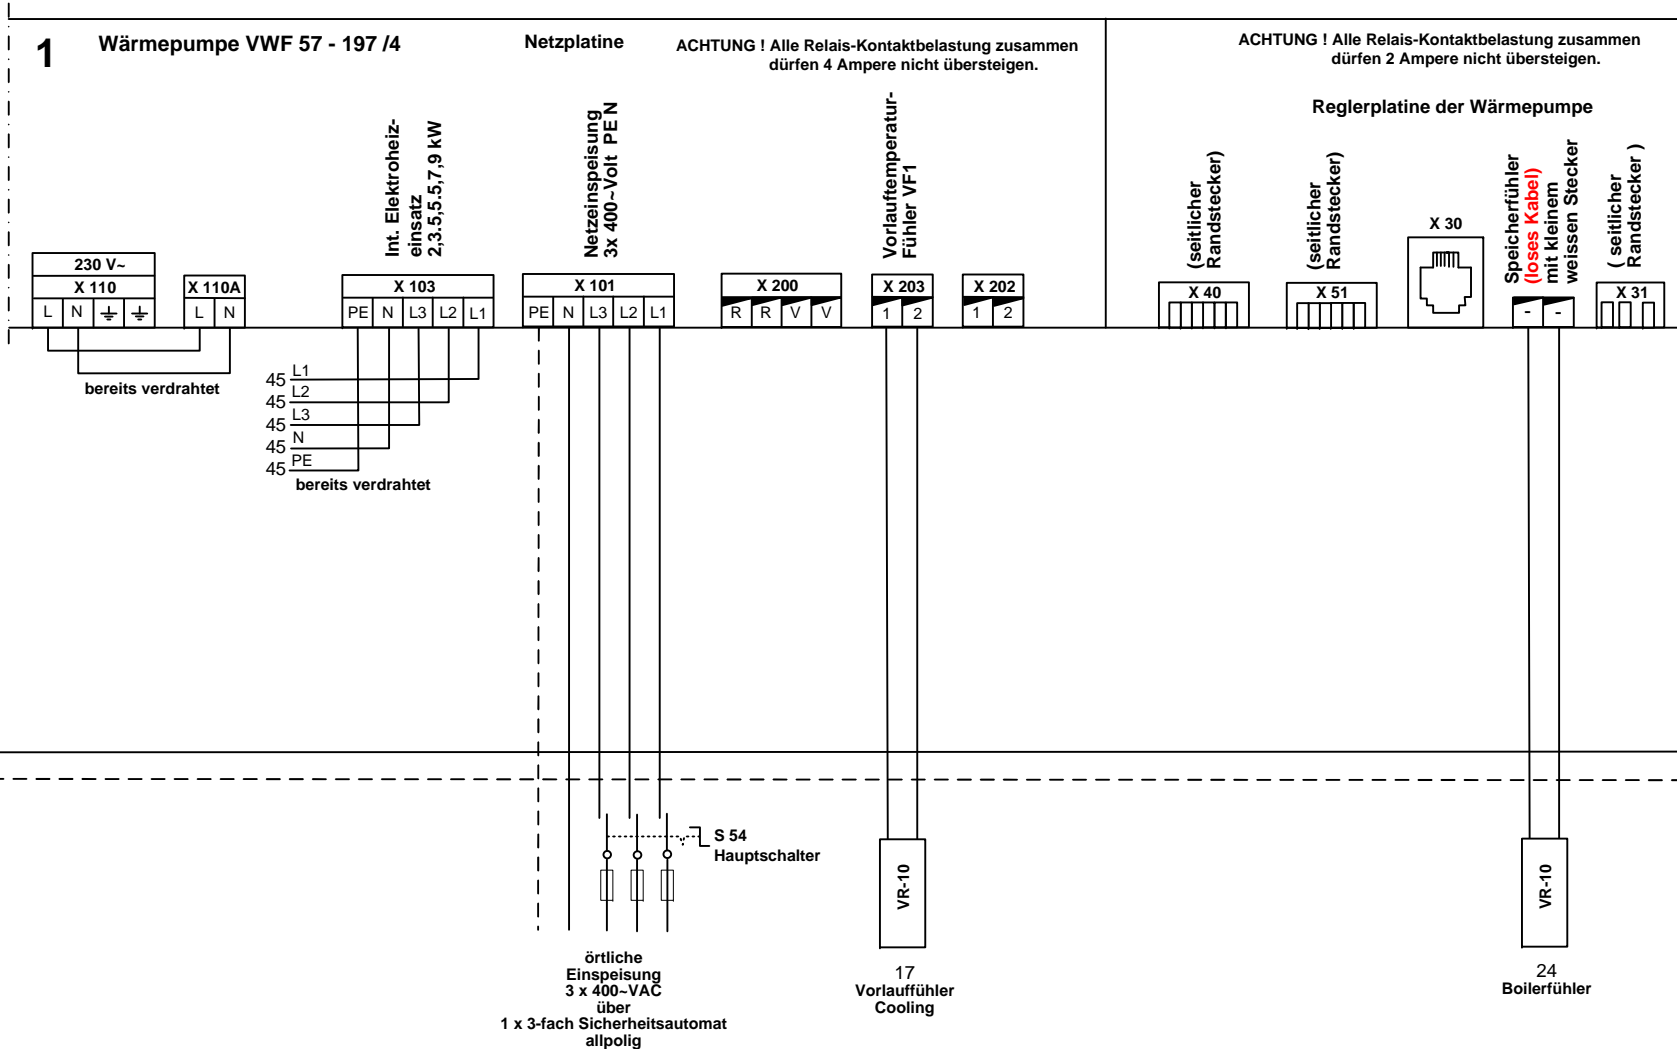 1
Wärmepumpe VWF 57 - 197 /4
Netzplatine
ACHTUNG ! Alle Relais-Kontaktbelastung zusammen
dürfen 4 Ampere nicht übersteigen.
ACHTUNG ! Alle Relais-Kontaktbelastung zusammen
dürfen 2 Ampere nicht übersteigen.
Reglerplatine der Wärmepumpe
Int. Elektroheiz-
einsatz
2,3.5,5.5,7,9 kW
Netzeinspeisung
3x 400~Volt PE N
Vorlauftemperatur-
Fühler VF1
(seitlicher
Randstecker)
(seitlicher
Randstecker)
X 30
Speicherfühler
(loses Kabel)
mit kleinem
weissen Stecker
( seitlicher
Randstecker )
230 V~
X 110
L N
X 110A
L N
X 103
PE N L3 L2 L1
X 101
PE N L3 L2 L1
X 200
R R V V
X 203
1 2
X 202
1 2
X 40
X 51
- -
X 31
bereits verdrahtet
45 L1
45 L2
45 L3
45 N
45 PE
bereits verdrahtet
S 54
Hauptschalter
VR-10
VR-10
örtliche
Einspeisung
3 x 400~VAC
über
1 x 3-fach Sicherheitsautomat
allpolig
17
Vorlauffühler
Cooling
24
Boilerfühler